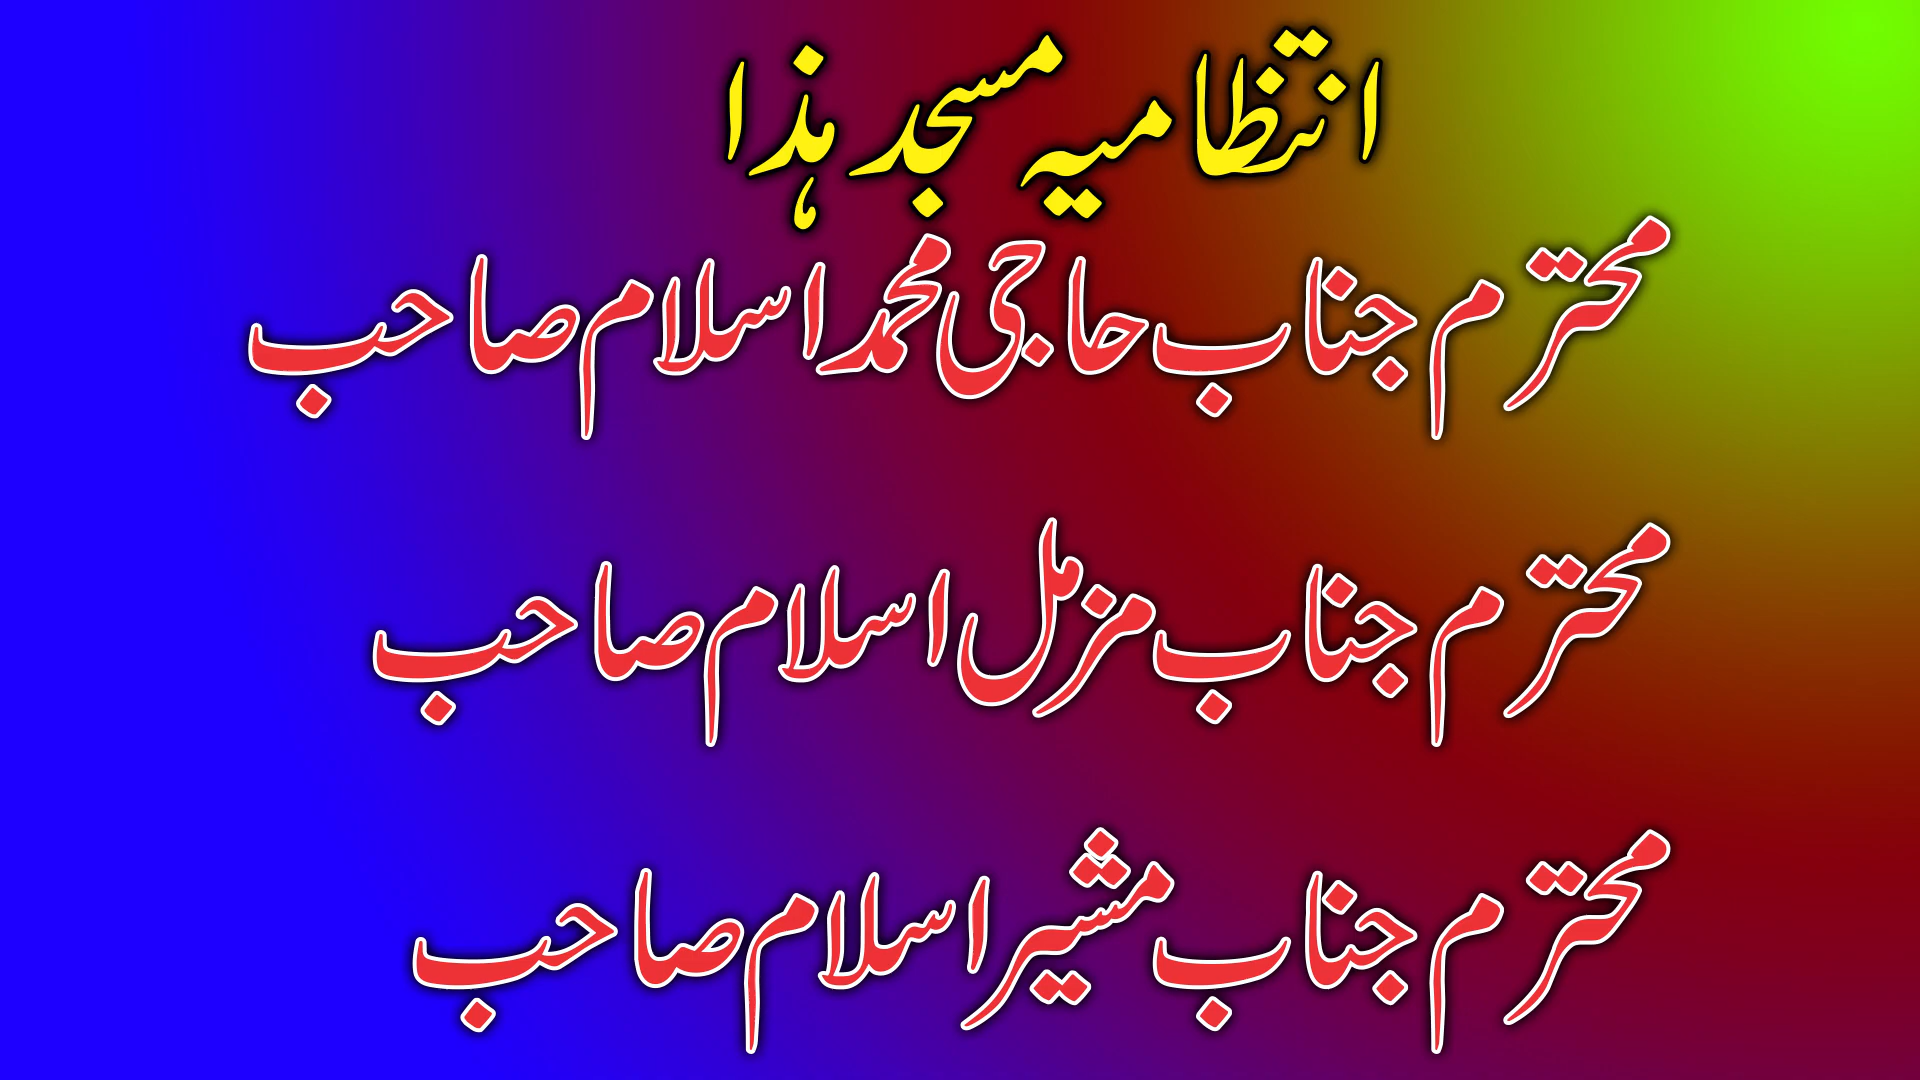 انتظامیہ مسجد ہذا
محترم جناب حاجی محمد اسلام صاحب
محترم جناب مزمل اسلام صاحب
محترم جناب مشیر اسلام صاحب